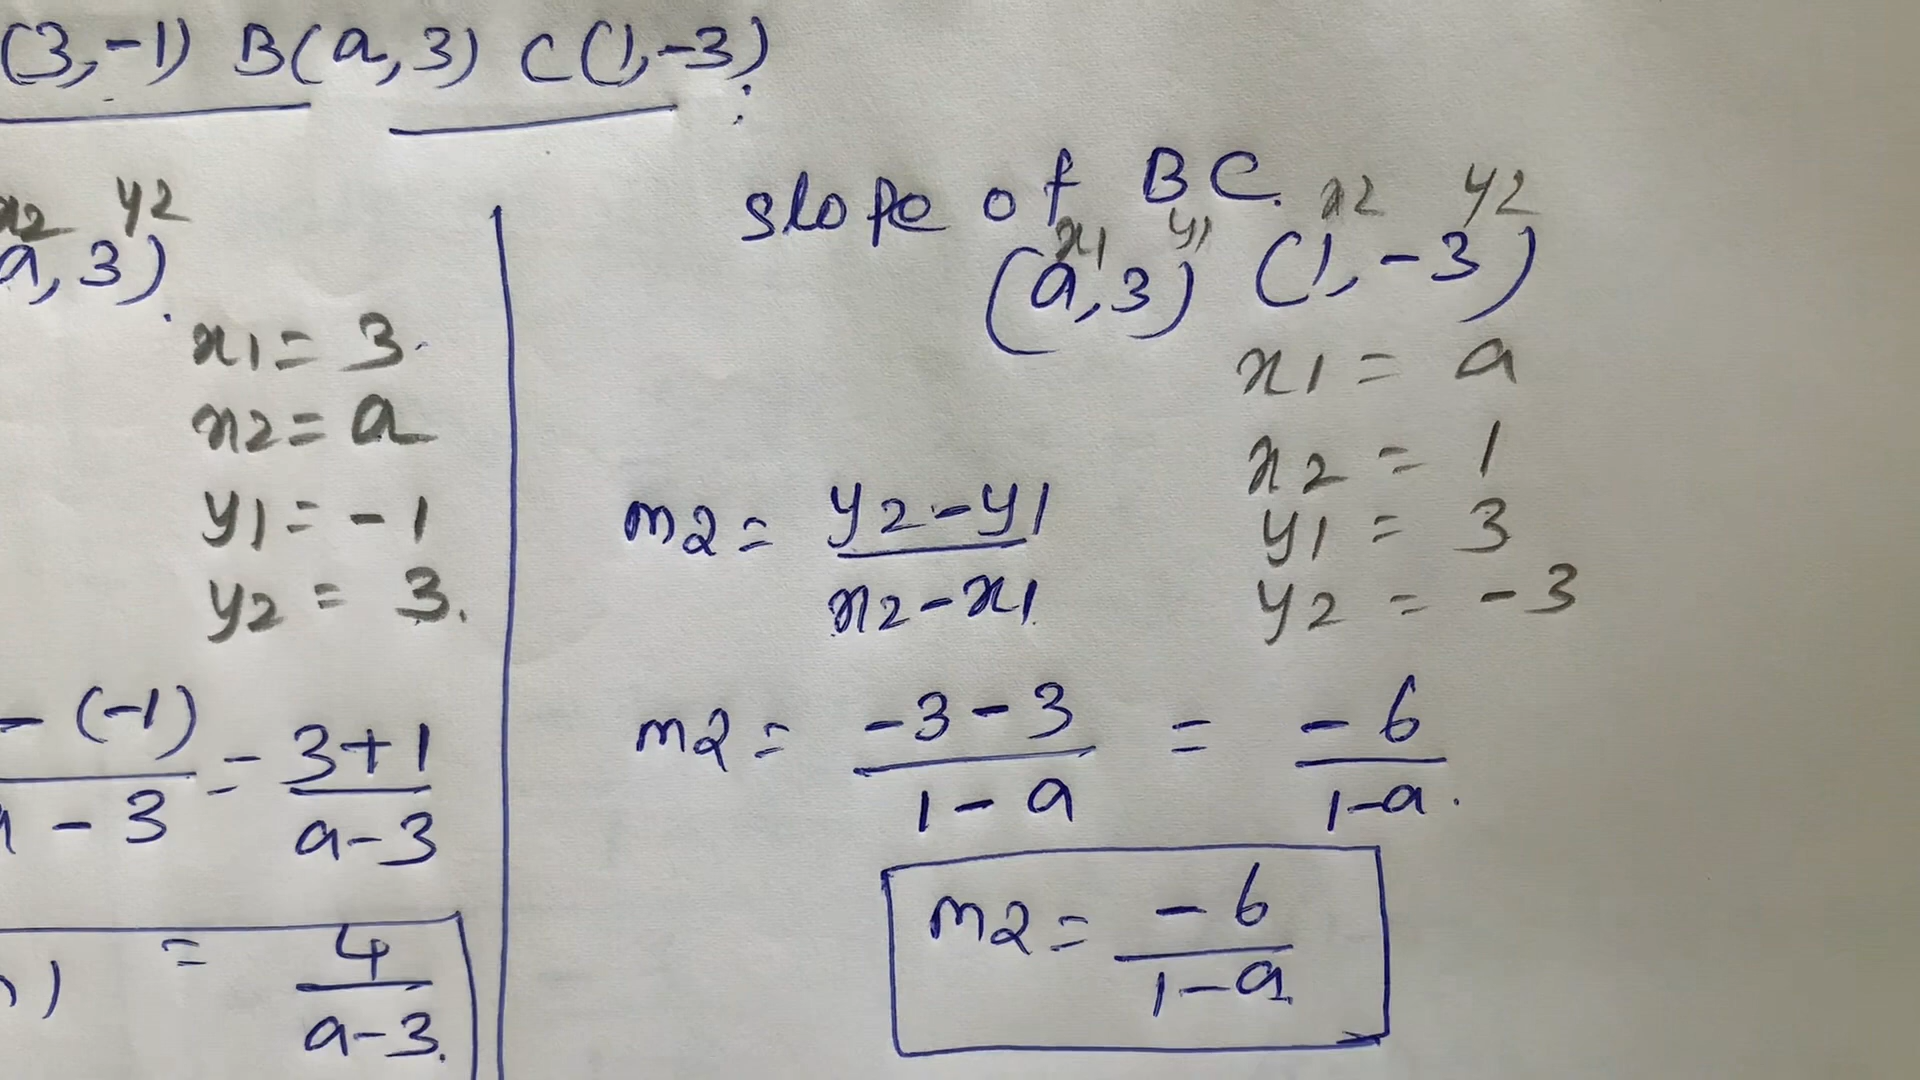 (3,-1) B(a,3) C(1,-3)
x2 y2
a,3).
x1 = 3.
x2 = a
y1 = -1
y2 = 3.
- (-1) = 3+1
a - 3 a-3
= 4
a-3.
slope of BC.
x1 y1 x2 y2
(a,3) (1,-3)
x1 = a
x2 = 1
y1 = 3
y2 = -3
m2 = y2-y1
x2-x1
m2 = -3-3 = -6
1-a 1-a.
m2 = -6
1-a